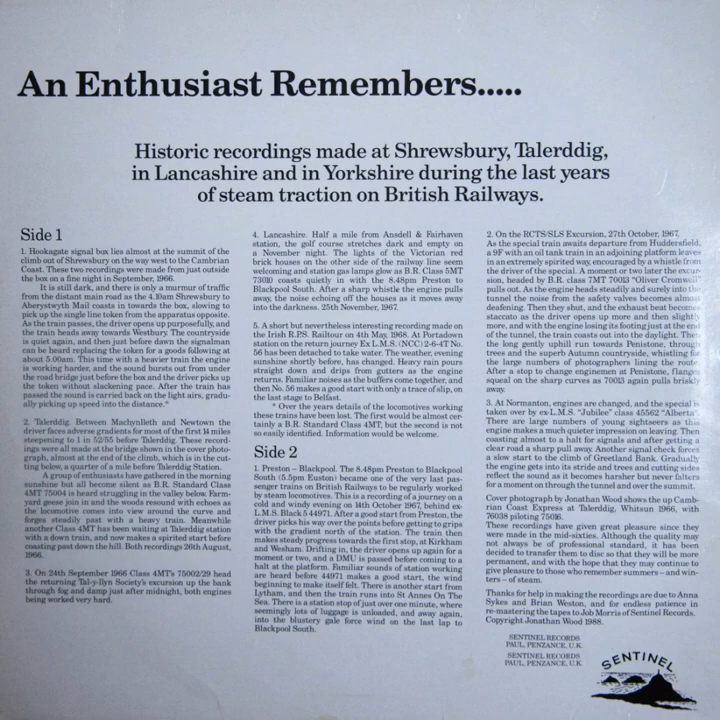 An Enthusiast Remembers.....
Historic recordings made at Shrewsbury, Talerddig,
in Lancashire and in Yorkshire during the last years
of steam traction on British Railways.
Side 1
1. Hookagate signal box lies almost at the summit of the
climb out of Shrewsbury on the way west to the Cambrian
Coast. These two recordings were made from just outside
the box on a fine night in September, 1966.
It is still dark, and there is only a murmur of traffic
from the distant main road as the 4.10am Shrewsbury to
Aberystwyth Mail coasts in towards the box, slowing to
pick up the single line token from the apparatus opposite.
As the train passes, the driver opens up purposefully, and
the train heads away towards Westbury. The countryside
is quiet again, and then just before dawn the signalman
can be heard replacing the token for a goods following at
about 5.00am. This time with a heavier train the engine
is working harder, and the sound bursts out from under
the road bridge just before the box and the driver picks up
the token without slackening pace. After the train has
passed the sound is carried back on the light airs, gradu-
ally picking up speed into the distance.*
2. Talerddig. Between Machynlleth and Newtown the
driver faces adverse gradients for most of the first 14 miles
steepening to 1 in 52/55 before Talerddig. These record-
ings were all made at the bridge shown in the cover photo-
graph, almost at the end of the climb, which is in the cut-
ting below, a quarter of a mile before Talerddig Station.
A group of enthusiasts have gathered in the morning
sunshine but all become silent as B.R. Standard Class
4MT 75004 is heard struggling in the valley below. Farm-
yard geese join in and the woods resound with echoes as
the locomotive comes into view around the curve and
forges steadily past with a heavy train. Meanwhile
another Class 4MT has been waiting at Talerddig station
with a down train, and now makes a spirited start before
coasting past down the hill. Both recordings 26th August,
1966.
3. On 24th September 1966 Class 4MT's 75002/29 head
the returning Tal-y-llyn Society's excursion up the bank
through fog and damp just after midnight, both engines
being worked very hard.
4. Lancashire. Half a mile from Ansdell & Fairhaven
station, the golf course stretches dark and empty on
a November night. The lights of the Victorian red
brick houses on the other side of the railway line seem
welcoming and station gas lamps glow as B.R. Class 5MT
73010 coasts quietly in with the 8.48pm Preston to
Blackpool South. After a sharp whistle the engine pulls
away, the noise echoing off the houses as it moves away
into the darkness. 25th November, 1967.
5. A short but nevertheless interesting recording made on
the Irish R.P.S. Railtour on 4th May, 1968. At Portadown
station on the return journey Ex L.M.S. (NCC) 2-6-4T No.
56 has been detached to take water. The weather, evening
sunshine shortly before, has changed. Heavy rain pours
straight down and drips from gutters as the engine
returns. Familiar noises as the buffers come together, and
then No. 56 makes a good start with only a trace of slip, on
the last stage to Belfast.
* Over the years details of the locomotives working
these trains have been lost. The first would be almost cer-
tainly a B.R. Standard Class 4MT, but the second is not
so easily identified. Information would be welcome.
Side 2
1. Preston – Blackpool. The 8.48pm Preston to Blackpool
South (5.5pm Euston) became one of the very last pas-
senger trains on British Railways to be regularly worked
by steam locomotives. This is a recording of a journey on a
cold and windy evening on 14th October 1967, behind ex-
L.M.S. Black 5 44971. After a good start from Preston, the
driver picks his way over the points before getting to grips
with the gradient north of the station. The train then
makes steady progress towards the first stop, at Kirkham
and Wesham. Drifting in, the driver opens up again for a
moment or two, and a DMU is passed before coming to a
halt at the platform. Familiar sounds of station working
are heard before 44971 makes a good start, the wind
beginning to make itself felt. There is another start from
Lytham, and then the train runs into St Annes On The
Sea. There is a station stop of just over one minute, where
seemingly lots of luggage is unloaded, and away again,
into the blustery gale force wind on the last lap to
Blackpool South.
2. On the RCTS/SLS Excursion, 27th October, 1967.
As the special train awaits departure from Huddersfield,
a 9F with an oil tank train in an adjoining platform leaves
in an extremely spirited way, encouraged by a whistle from
the driver of the special. A moment or two later the excur-
sion, headed by B.R. class 7MT 70013 "Oliver Cromwell"
pulls out. As the engine heads steadily and surely into the
tunnel the noise from the safety valves becomes almost
deafening. Then they shut, and the exhaust beat becomes
staccato as the driver opens up more and then slightly
more, and with the engine losing its footing just at the end
of the tunnel, the train coasts out into the daylight. Then
the long gently uphill run towards Penistone, through
trees and the superb Autumn countryside, whistling for
the large numbers of photographers lining the route.
After a stop to change enginemen at Penistone, flanges
squeal on the sharp curves as 70013 again pulls briskly
away.
3. At Normanton, engines are changed, and the special is
taken over by ex-L.M.S. "Jubilee" class 45562 "Alberta".
There are large numbers of young sightseers as this
engine makes a much quieter impression on leaving. Then
coasting almost to a halt for signals and after getting a
clear road a sharp pull away. Another signal check forces
a slow start to the climb of Greetland Bank. Gradually
the engine gets into its stride and trees and cutting sides
reflect the sound as it becomes harsher but never falters
for a moment on through the tunnel and over the summit.
Cover photograph by Jonathan Wood shows the up Camb-
rian Coast Express at Talerddig, Whitsun 1966, with
76038 piloting 75016.
These recordings have given great pleasure since they
were made in the mid-sixties. Although the quality may
not always be of professional standard, it has been
decided to transfer them to disc so that they will be more
permanent, and with the hope that they may continue to
give pleasure to those who remember summers – and win-
ters – of steam.
Thanks for help in making the recordings are due to Anna
Sykes and Brian Weston, and for endless patience in
re-mastering the tapes to Job Morris of Sentinel Records.
Copyright Jonathan Wood 1988.
SENTINEL RECORDS
PAUL, PENZANCE, U.K.
SENTINEL RECORDS
PAUL, PENZANCE, U.K.
SENTINEL